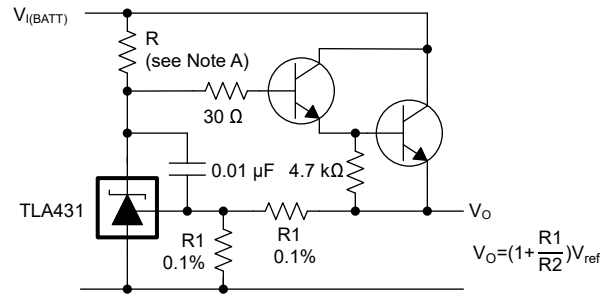 V_I(BATT)
R
(see Note A)
30 Ω
0.01 μF
4.7 kΩ
TLA431
V_O
R1
0.1%
R1
0.1%
V_O=(1+R1/R2)V_ref